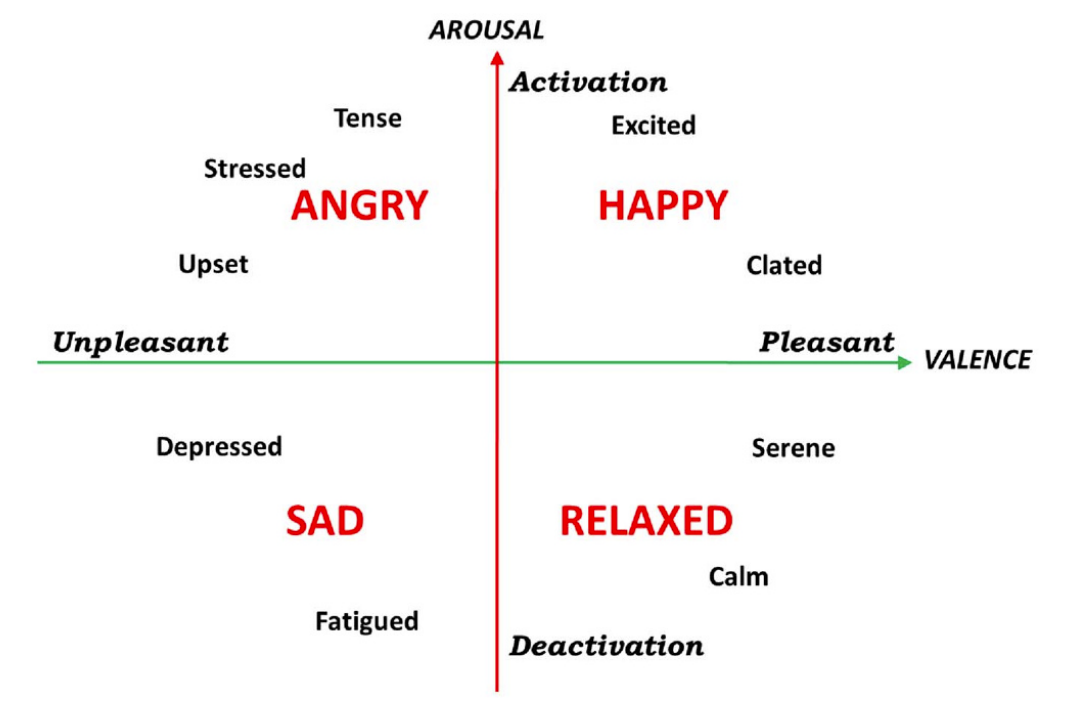 AROUSAL
Activation
Tense
Excited
Stressed
ANGRY
HAPPY
Upset
Clated
Unpleasant
Pleasant
VALENCE
Depressed
Serene
SAD
RELAXED
Calm
Fatigued
Deactivation